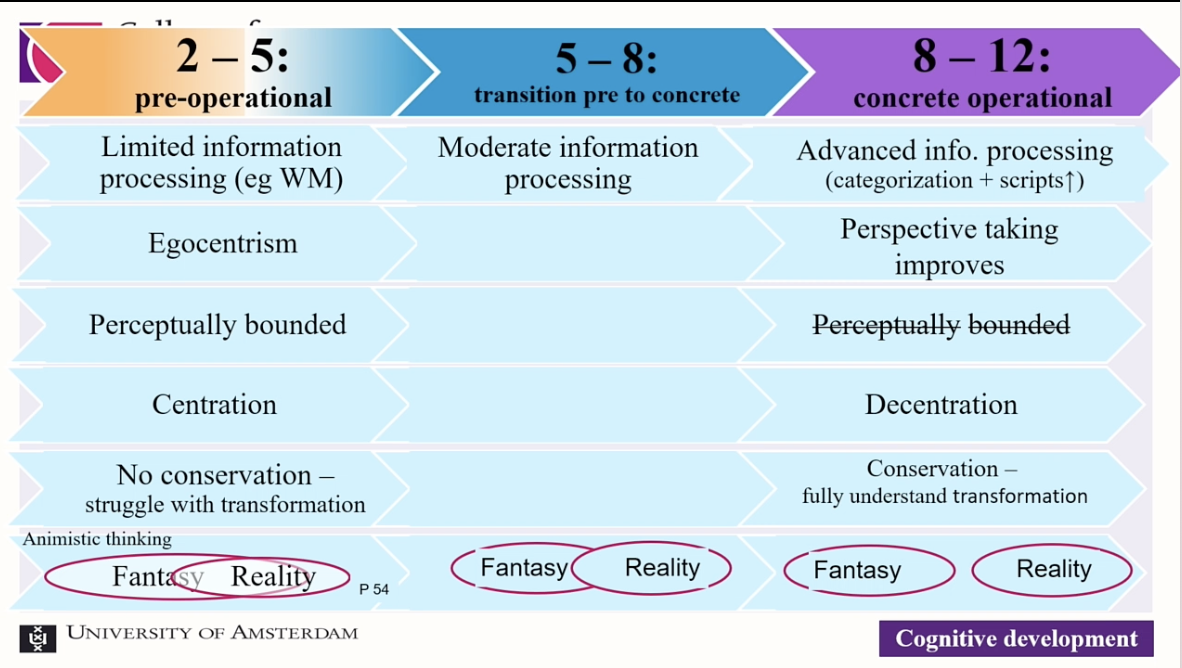 2 – 5:
pre-operational
5 – 8:
transition pre to concrete
8 – 12:
concrete operational
Limited information
processing (eg WM)
Moderate information
processing
Advanced info. processing
(categorization + scripts↑)
Egocentrism
Perspective taking
improves
Perceptually bounded
Perceptually bounded
Centration
Decentration
No conservation –
struggle with transformation
Conservation –
fully understand transformation
Animistic thinking
Fantasy Reality
P 54
Fantasy Reality
Fantasy Reality
UNIVERSITY OF AMSTERDAM
Cognitive development